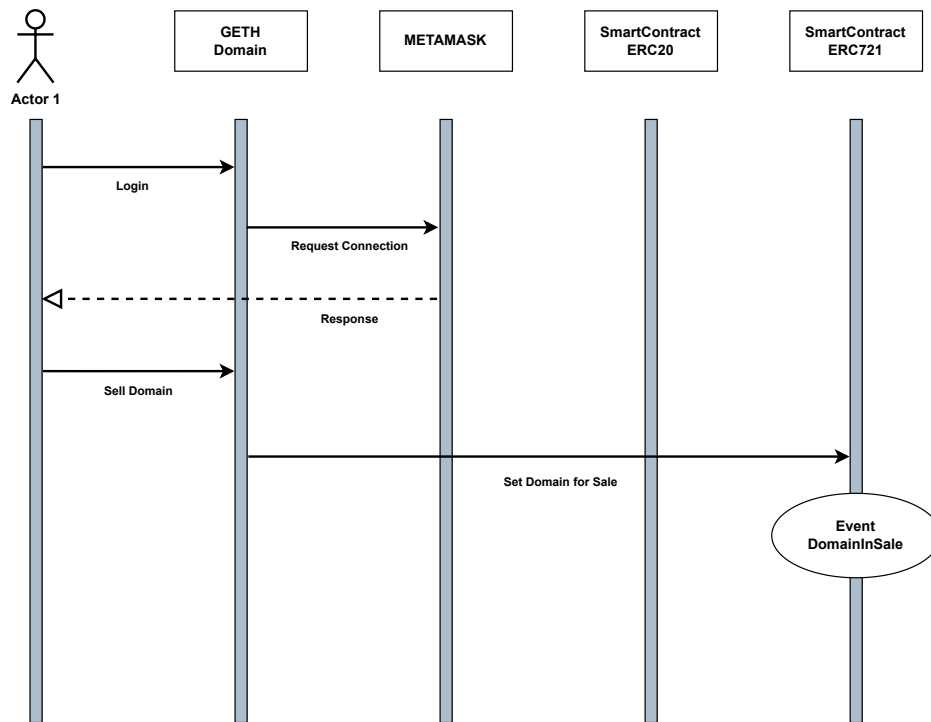 GETH
Domain
METAMASK
SmartContract
ERC20
SmartContract
ERC721
Actor 1
Login
Request Connection
Response
Sell Domain
Set Domain for Sale
Event
DomainInSale